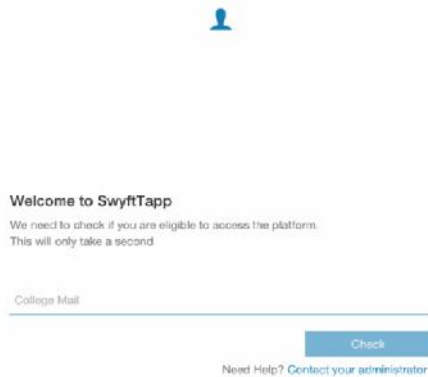 Welcome to SwyftTapp
We need to check if you are eligible to access the platform.
This will only take a second
College Mail
Check
Need Help? Contact your administrator